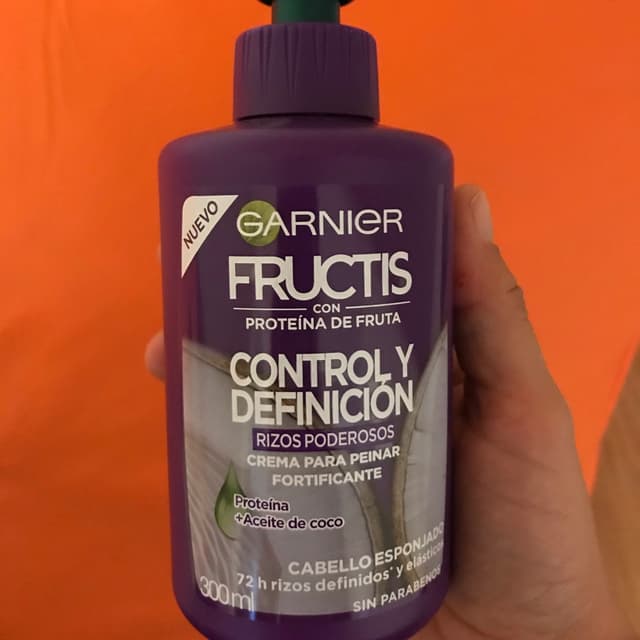 NUEVO
GARNIER
FRUCTIS
CON
PROTEÍNA DE FRUTA
CONTROL Y
DEFINICIÓN
RIZOS PODEROSOS
CREMA PARA PEINAR
FORTIFICANTE
Proteína
+Aceite de coco
CABELLO ESPONJADO
72 h rizos definidos* y elásticos
300ml
SIN PARABENOS